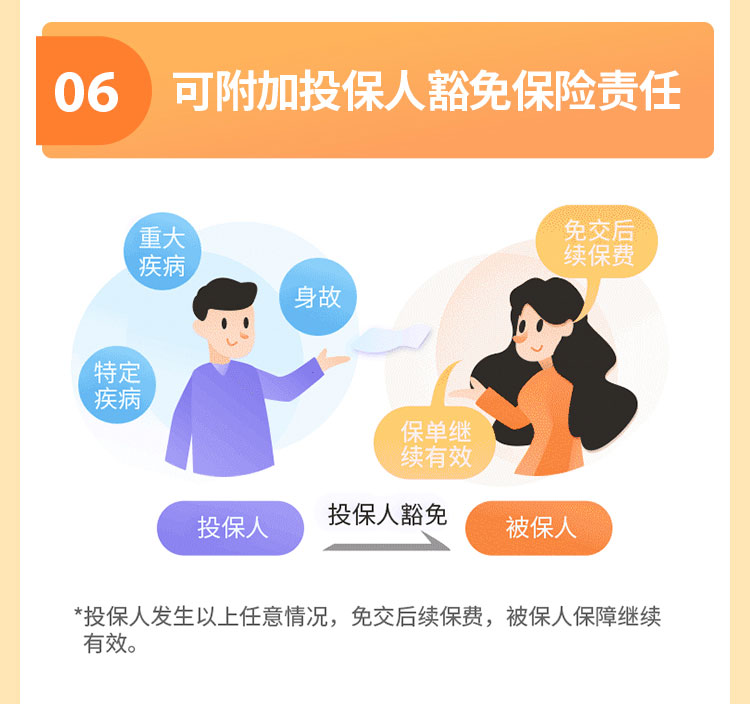 06
可附加投保人豁免保险责任
重大
疾病
身故
特定
疾病
免交后
续保费
保单继
续有效
投保人
投保人豁免
被保人
*投保人发生以上任意情况，免交后续保费，被保人保障继续
有效。